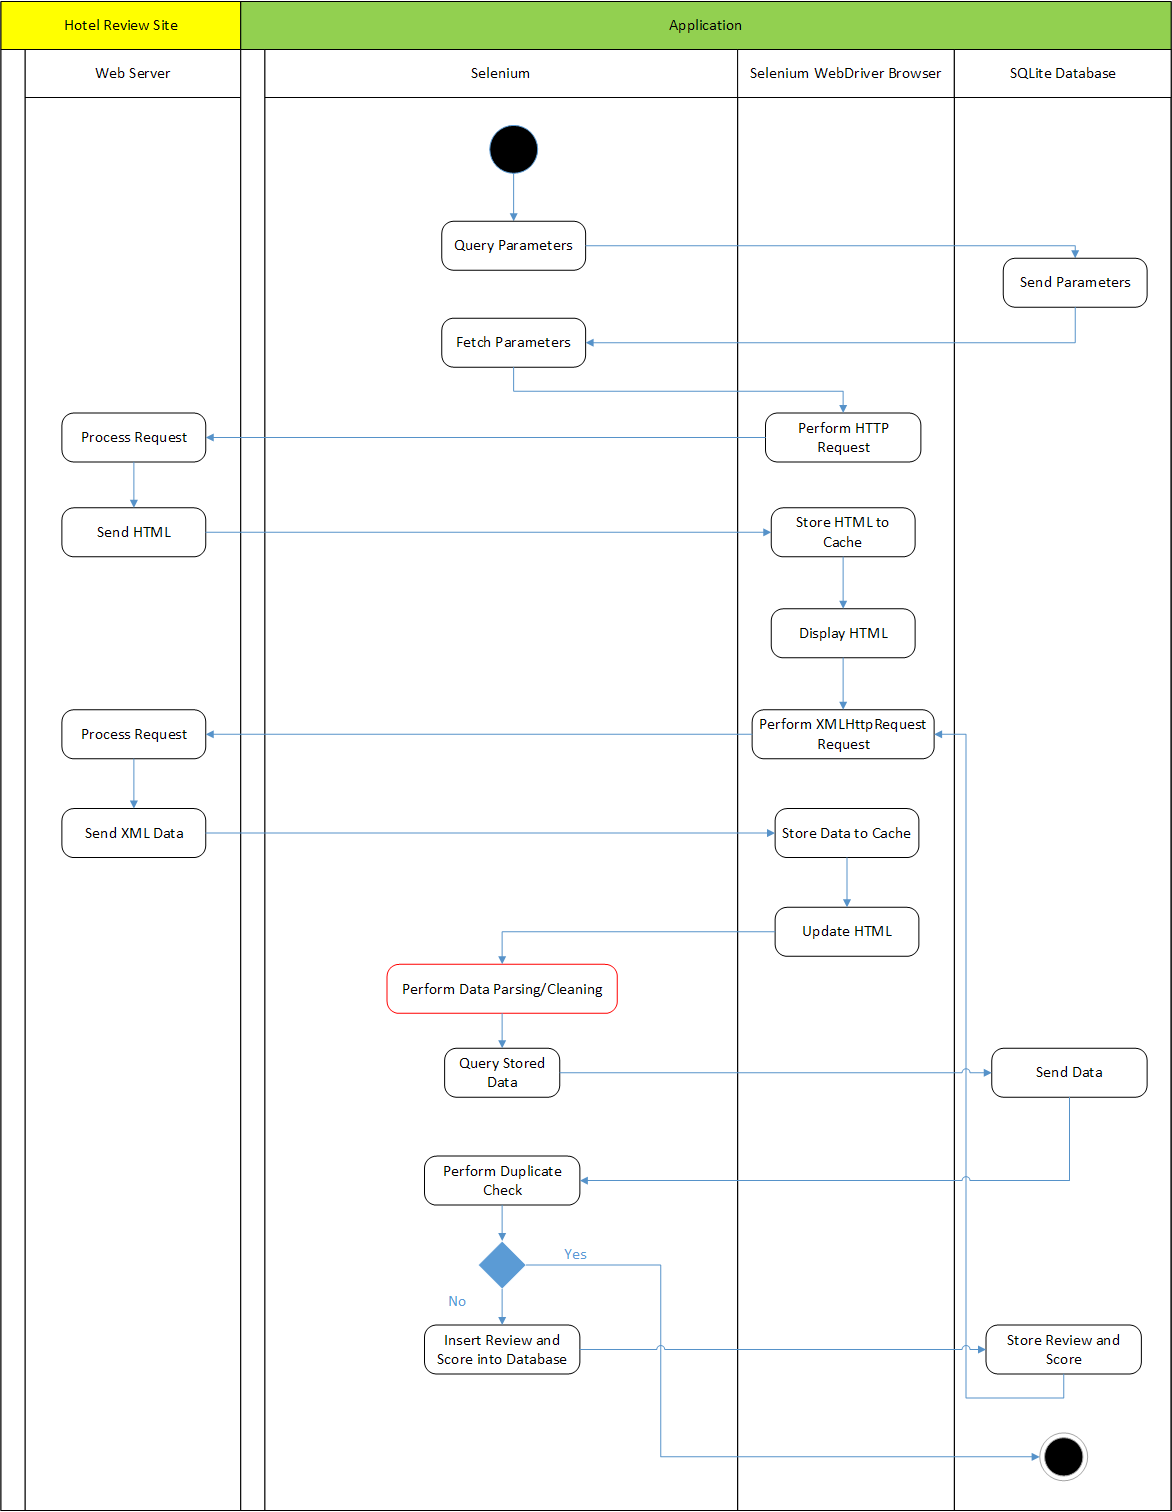 Hotel Review Site
Application
Web Server
Selenium
Selenium WebDriver Browser
SQLite Database
Query Parameters
Send Parameters
Fetch Parameters
Process Request
Perform HTTP
Request
Send HTML
Store HTML to
Cache
Display HTML
Process Request
Perform XMLHttpRequest
Request
Send XML Data
Store Data to Cache
Update HTML
Perform Data Parsing/Cleaning
Query Stored
Data
Send Data
Perform Duplicate
Check
Yes
No
Insert Review and
Score into Database
Store Review and
Score